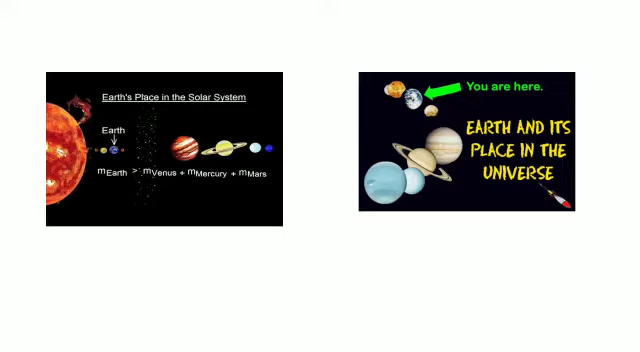 Earth's Place in the Solar System
Earth
mEarth > mVenus + mMercury + mMars
You are here.
EARTH AND ITS
PLACE IN THE
UNIVERSE